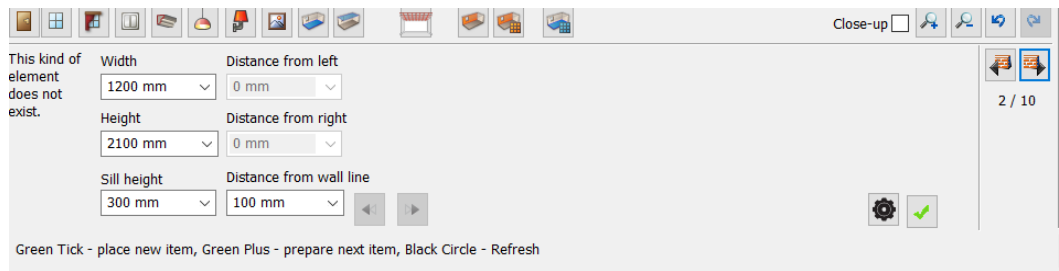 Close-up
This kind of
element
does not
exist.
Width
Distance from left
1200 mm
0 mm
2 / 10
Height
Distance from right
2100 mm
0 mm
Sill height
Distance from wall line
300 mm
100 mm
Green Tick - place new item, Green Plus - prepare next item, Black Circle - Refresh